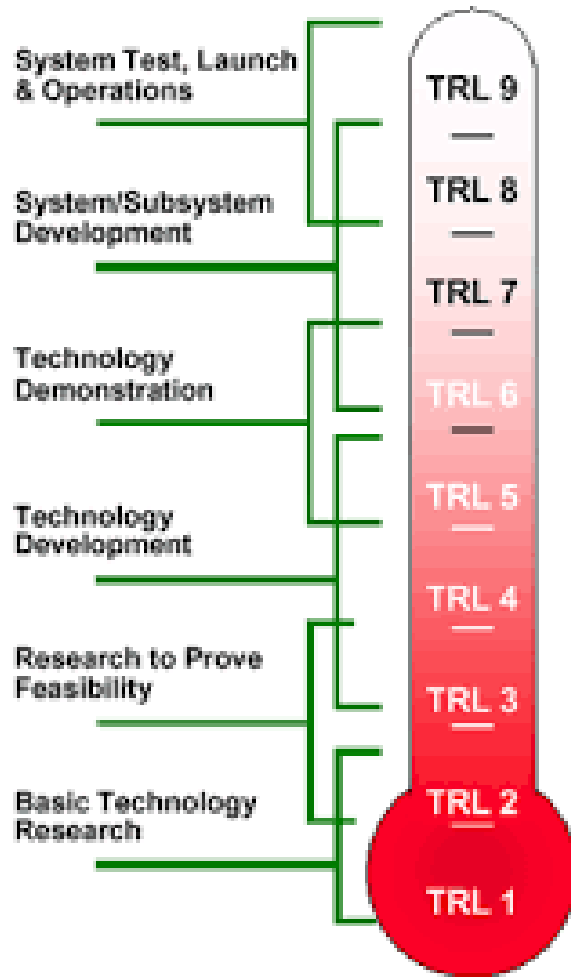 System Test, Launch
& Operations
System/Subsystem
Development
Technology
Demonstration
Technology
Development
Research to Prove
Feasibility
Basic Technology
Research
TRL 9
TRL 8
TRL 7
TRL 6
TRL 5
TRL 4
TRL 3
TRL 2
TRL 1